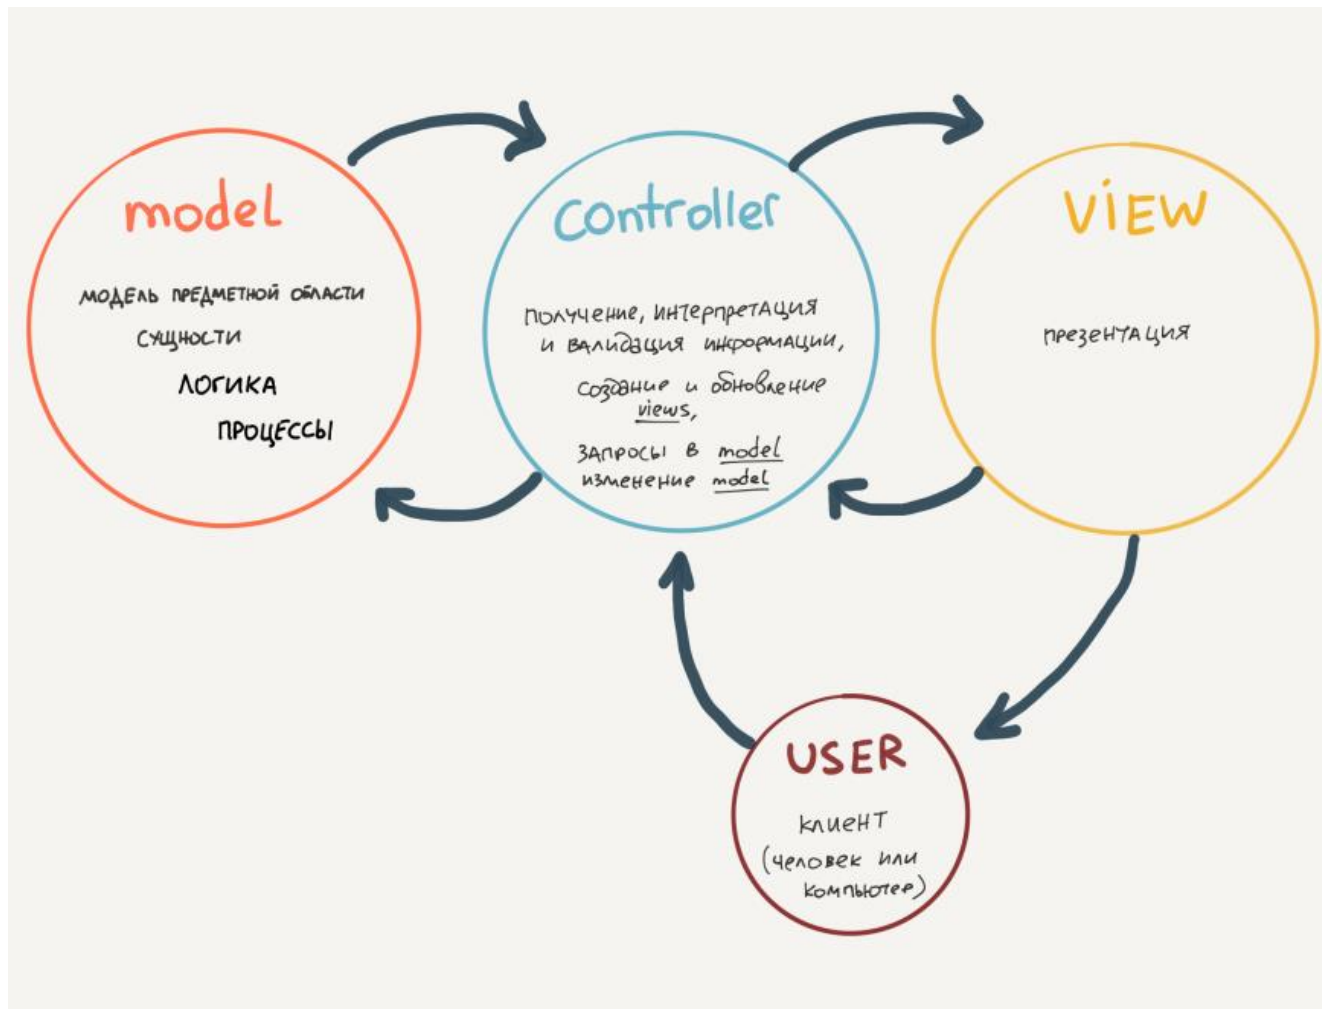 model
МОДЕЛЬ ПРЕДМЕТНОЙ ОБЛАСТИ
СУЩНОСТИ
ЛОГИКА
ПРОЦЕССЫ
controller
ПОЛУЧЕНИЕ, ИНТЕРПРЕТАЦИЯ
И ВАЛИДАЦИЯ ИНФОРМАЦИИ,
СОЗДАНИЕ И ОБНОВЛЕНИЕ
views,
ЗАПРОСЫ В model
ИЗМЕНЕНИЕ model
VIEW
ПРЕЗЕНТАЦИЯ
USER
КЛИЕНТ
(ЧЕЛОВЕК ИЛИ
КОМПЬЮТЕР)